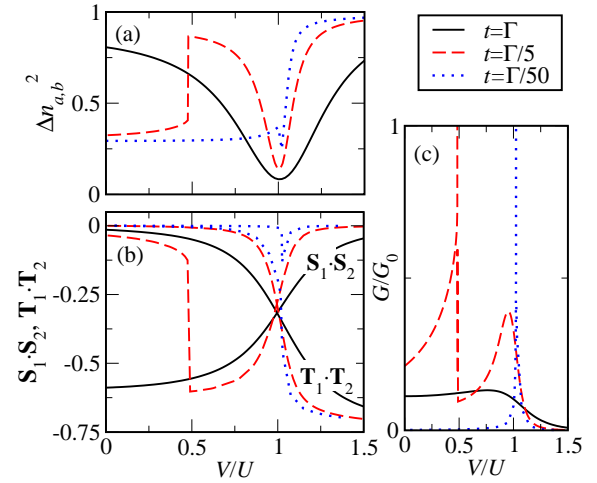 1
0.5
0
Δn_{a,b}^2
(a)
t=Γ
t=Γ/5
t=Γ/50
0
-0.25
-0.5
-0.75
S_1·S_2, T_1·T_2
(b)
S_1·S_2
T_1·T_2
0
0.5
1
1.5
V/U
1
0
G/G_0
(c)
0
0.5
1
1.5
V/U